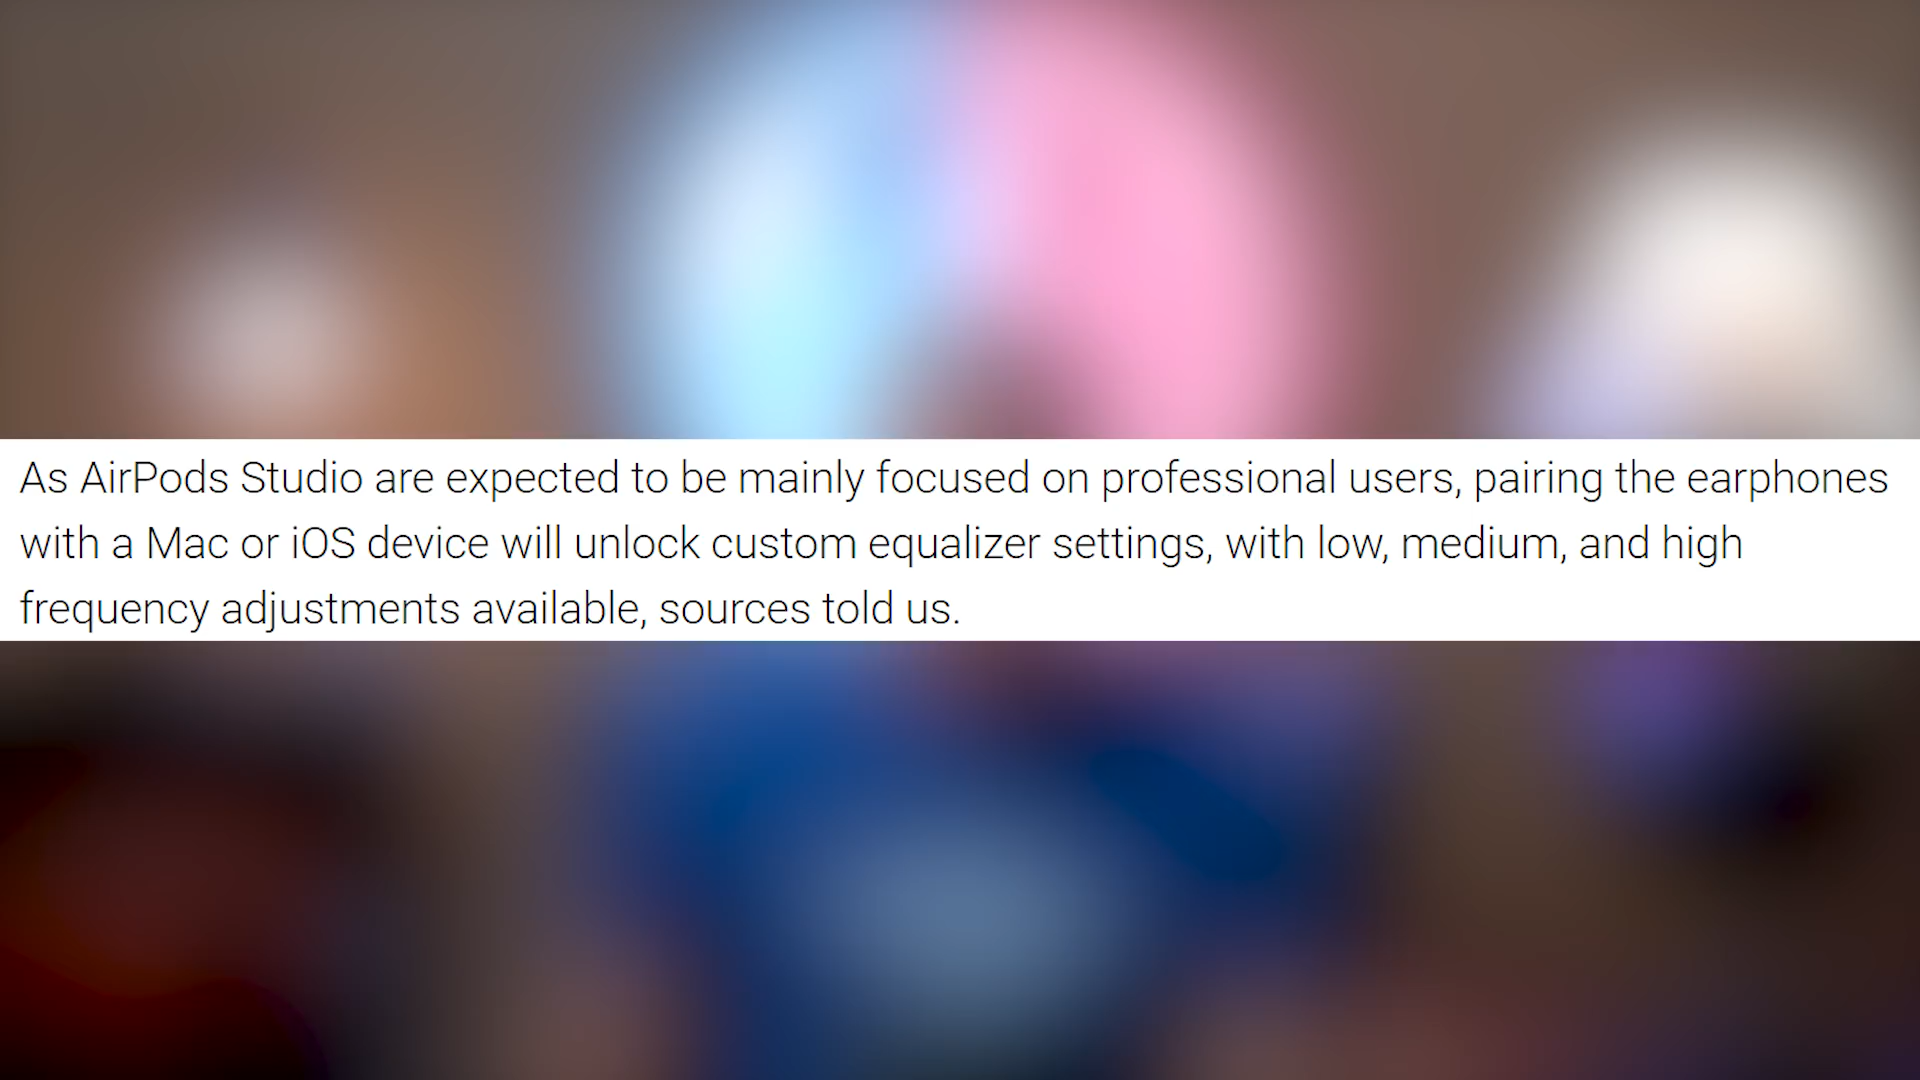 As AirPods Studio are expected to be mainly focused on professional users, pairing the earphones
with a Mac or iOS device will unlock custom equalizer settings, with low, medium, and high
frequency adjustments available, sources told us.